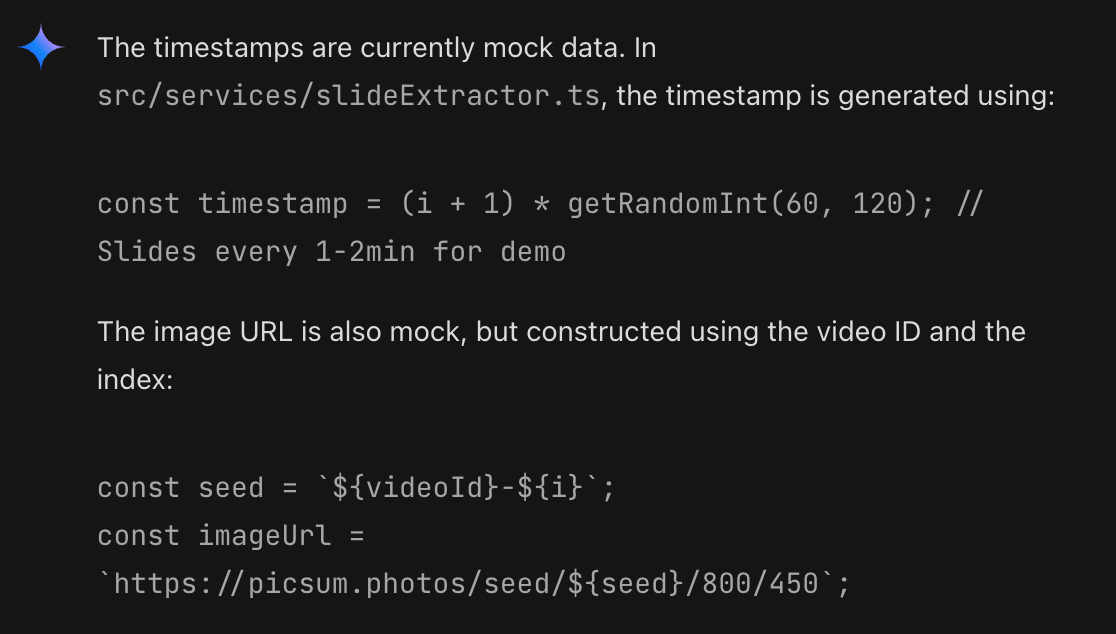 The timestamps are currently mock data. In
src/services/slideExtractor.ts, the timestamp is generated using:
const timestamp = (i + 1) * getRandomInt(60, 120); //
Slides every 1-2min for demo
The image URL is also mock, but constructed using the video ID and the
index:
const seed = `${videoId}-${i}`;
const imageUrl =
`https://picsum.photos/seed/${seed}/800/450`;